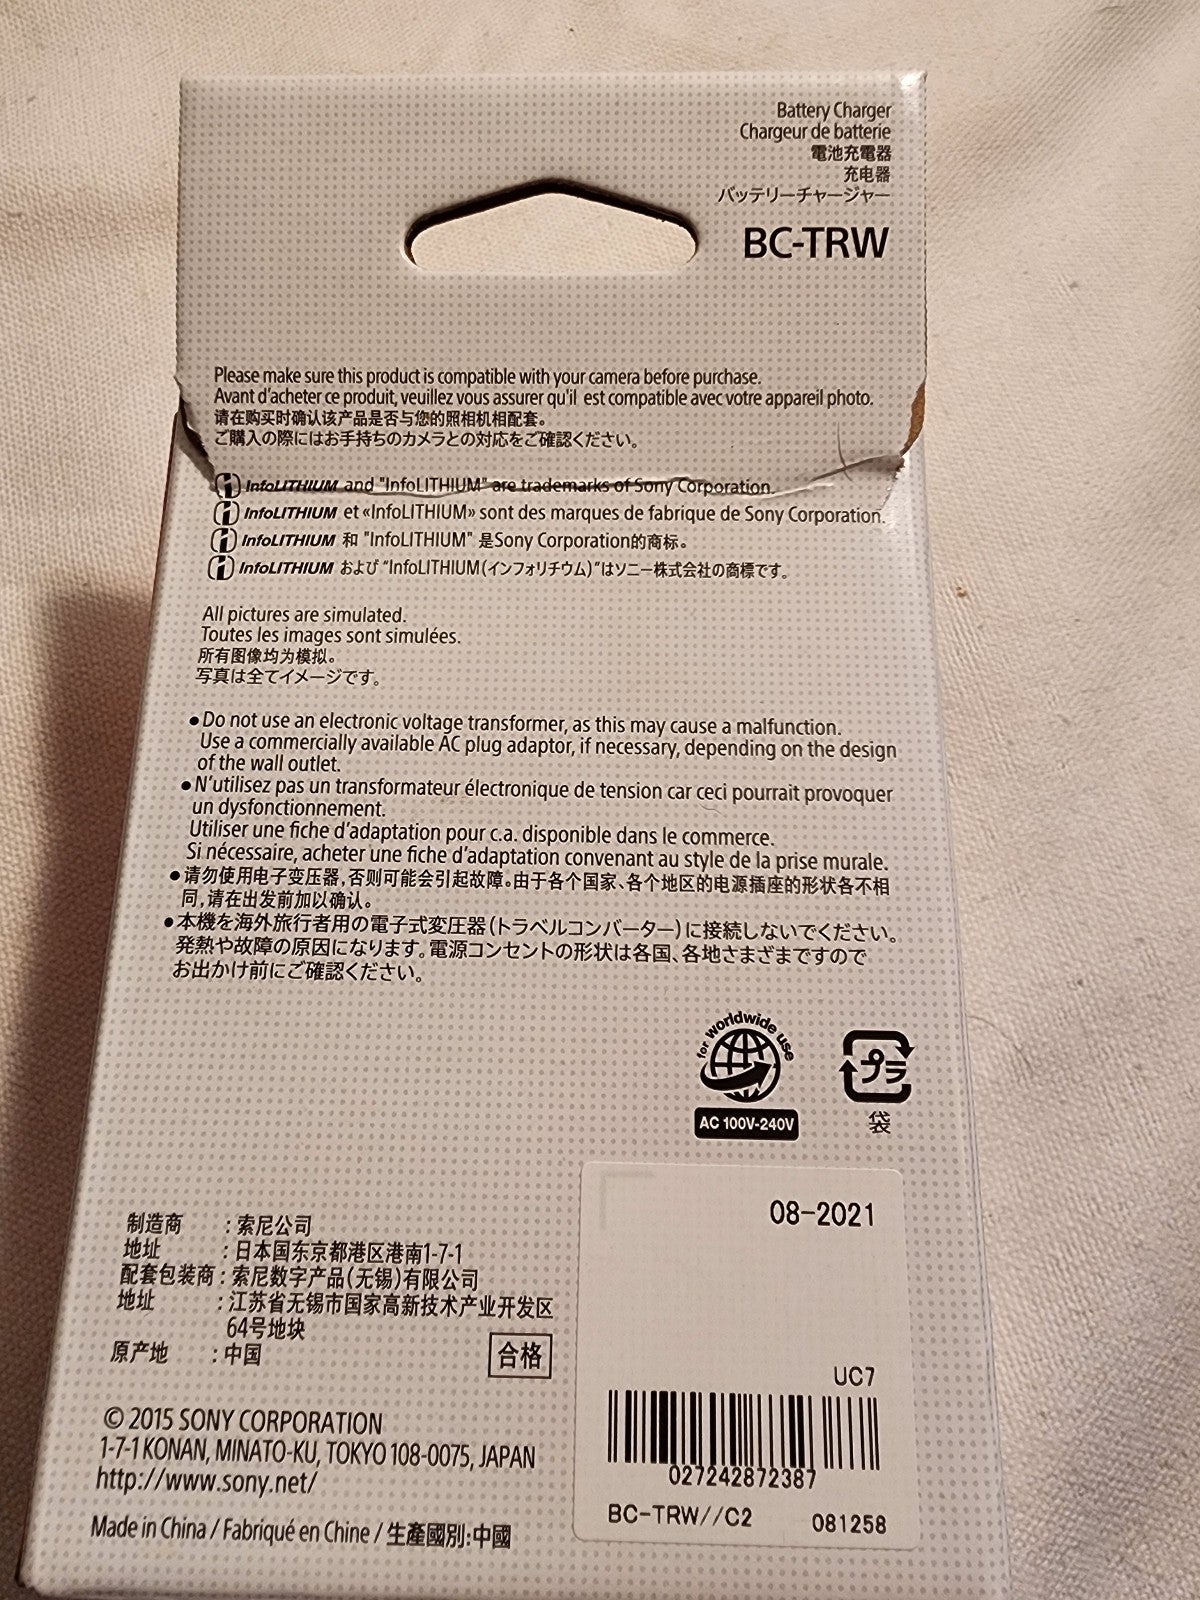 Battery Charger
Chargeur de batterie
電池充電器
充电器
バッテリーチャージャー
BC-TRW
Please make sure this product is compatible with your camera before purchase.
Avant d'acheter ce produit, veuillez vous assurer qu'il est compatible avec votre appareil photo.
请在购买时确认该产品是否与您的照相机相配套。
ご購入の際にはお手持ちのカメラとの対応をご確認ください。
InfoLITHIUM and "InfoLITHIUM" are trademarks of Sony Corporation.
InfoLITHIUM et «InfoLITHIUM» sont des marques de fabrique de Sony Corporation.
InfoLITHIUM 和 "InfoLITHIUM" 是Sony Corporation的商标。
InfoLITHIUM および “InfoLITHIUM(インフォリチウム)”はソニー株式会社の商標です。
All pictures are simulated.
Toutes les images sont simulées.
所有图像均为模拟。
写真は全てイメージです。
●Do not use an electronic voltage transformer, as this may cause a malfunction.
Use a commercially available AC plug adaptor, if necessary, depending on the design
of the wall outlet.
●N'utilisez pas un transformateur électronique de tension car ceci pourrait provoquer
un dysfonctionnement.
Utiliser une fiche d'adaptation pour c.a. disponible dans le commerce.
Si nécessaire, acheter une fiche d'adaptation convenant au style de la prise murale.
●请勿使用电子变压器,否则可能会引起故障。由于各个国家、各个地区的电源插座的形状各不相
同,请在出发前加以确认。
●本機を海外旅行者用の電子式変圧器(トラベルコンバーター)に接続しないでください。
発熱や故障の原因になります。電源コンセントの形状は各国、各地さまざまですので
お出かけ前にご確認ください。
for worldwide use
AC 100V-240V
プラ
袋
制造商 :索尼公司
地址 :日本国东京都港区港南1-7-1
配套包装商:索尼数字产品(无锡)有限公司
地址 :江苏省无锡市国家高新技术产业开发区
64号地块
原产地 :中国
合格
© 2015 SONY CORPORATION
1-7-1 KONAN, MINATO-KU, TOKYO 108-0075, JAPAN
http://www.sony.net/
Made in China / Fabriqué en Chine / 生產國別:中國
08-2021
UC7
027242872387
BC-TRW//C2 081258